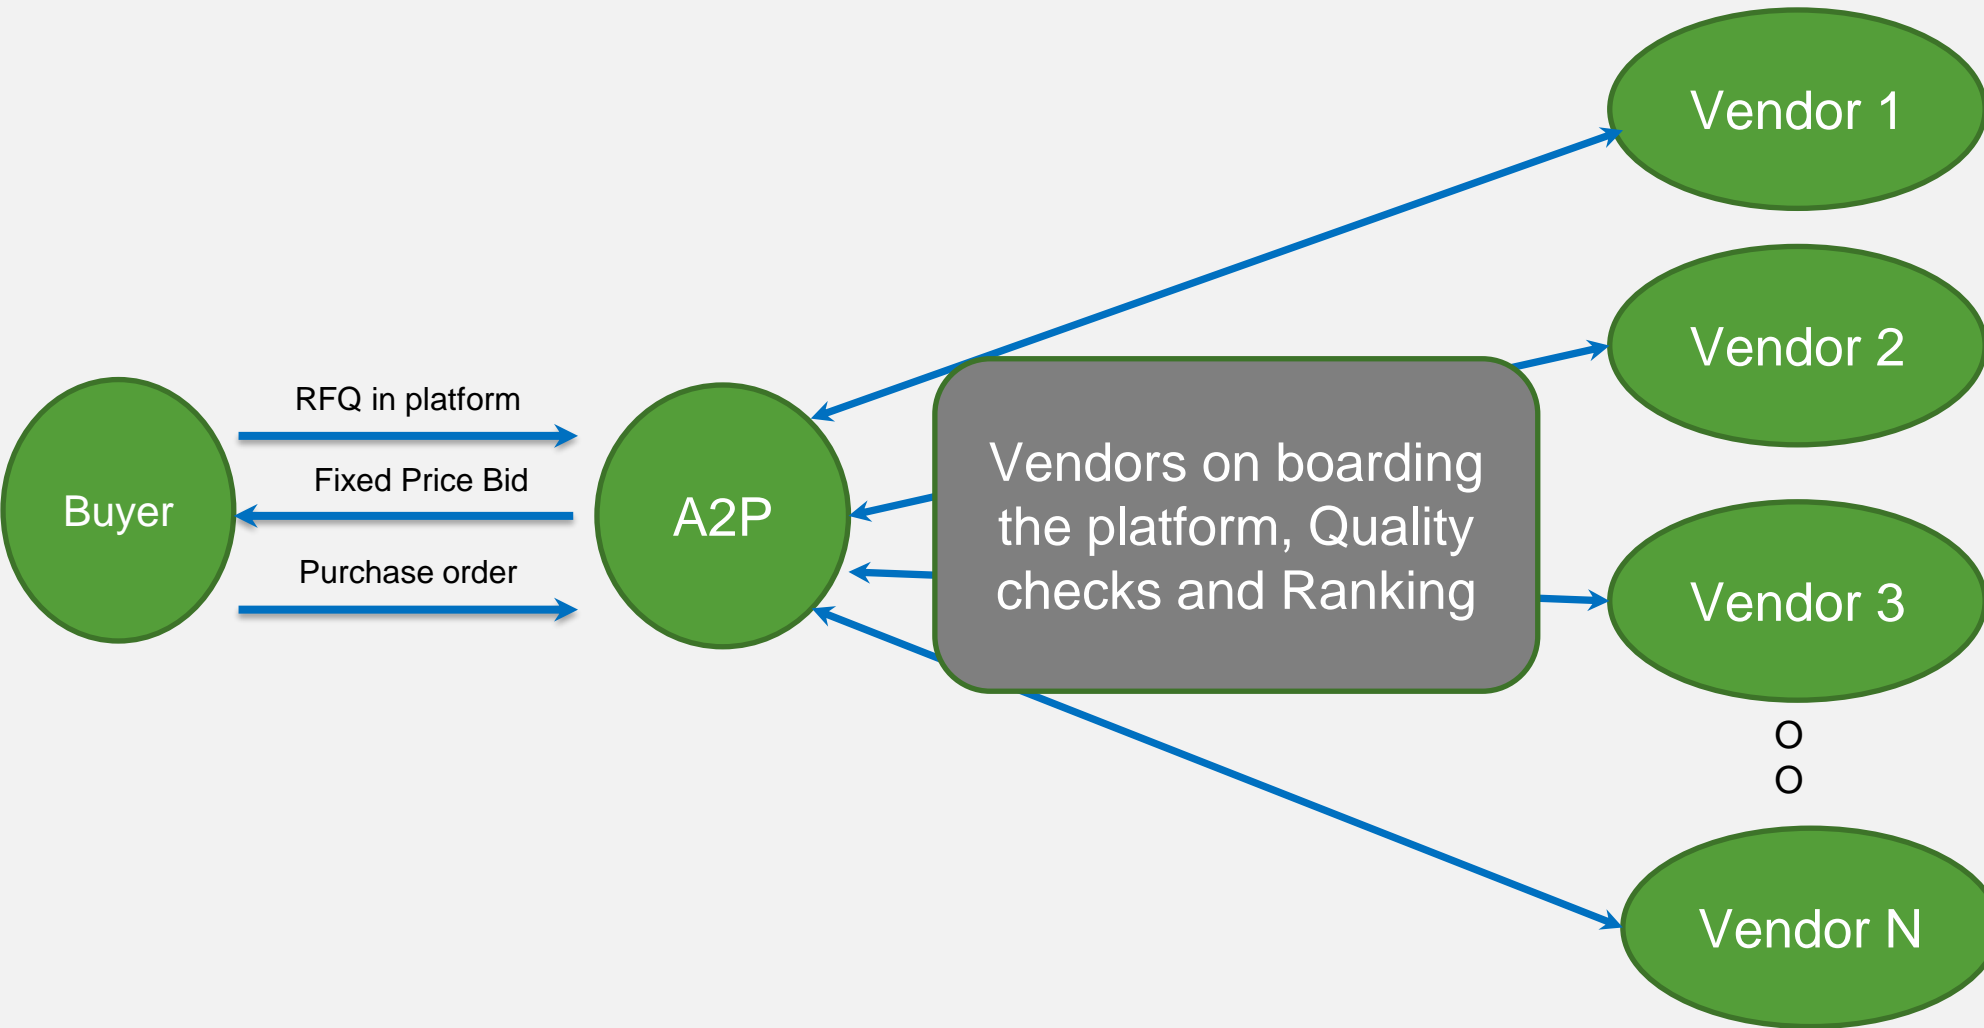 Vendor 1
Vendor 2
RFQ in platform
Fixed Price Bid
Purchase order
Buyer
A2P
Vendors on boarding
the platform, Quality
checks and Ranking
Vendor 3
O
O
Vendor N